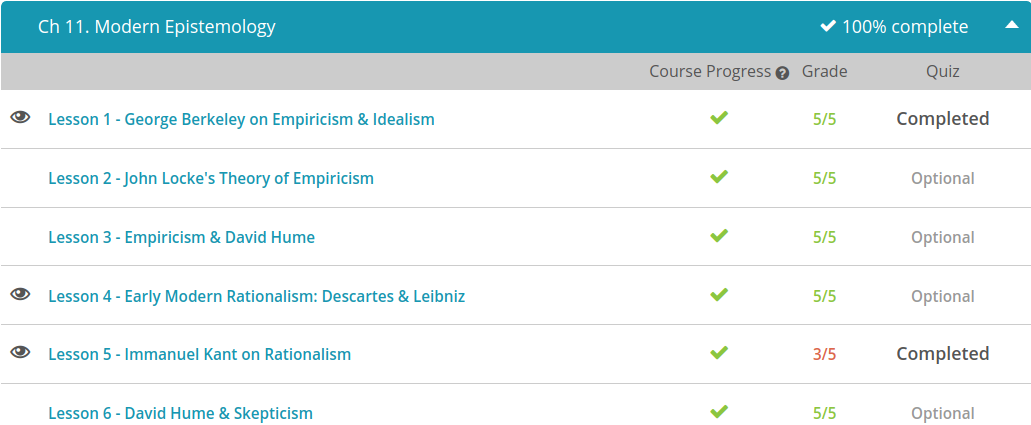 Ch 11. Modern Epistemology 100% complete
Course Progress ? Grade Quiz
Lesson 1 - George Berkeley on Empiricism & Idealism 5/5 Completed
Lesson 2 - John Locke's Theory of Empiricism 5/5 Optional
Lesson 3 - Empiricism & David Hume 5/5 Optional
Lesson 4 - Early Modern Rationalism: Descartes & Leibniz 5/5 Optional
Lesson 5 - Immanuel Kant on Rationalism 3/5 Completed
Lesson 6 - David Hume & Skepticism 5/5 Optional